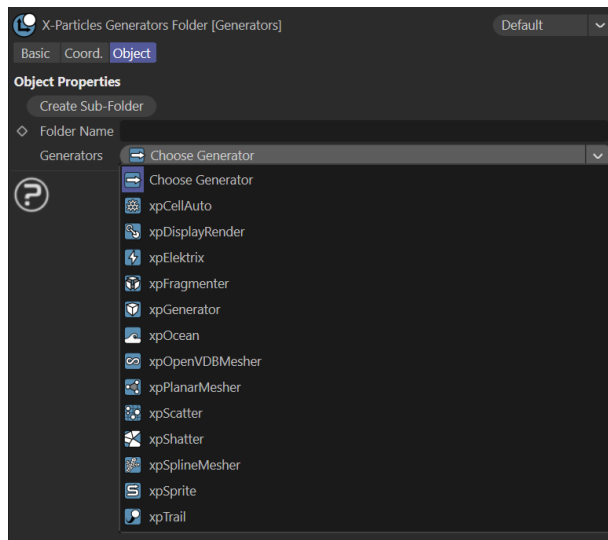 X-Particles Generators Folder [Generators]
Default
Basic Coord. Object
Object Properties
Create Sub-Folder
Folder Name
Generators Choose Generator
Choose Generator
xpCellAuto
xpDisplayRender
xpElektrix
xpFragmenter
xpGenerator
xpOcean
xpOpenVDBMesher
xpPlanarMesher
xpScatter
xpShatter
xpSplineMesher
xpSprite
xpTrail